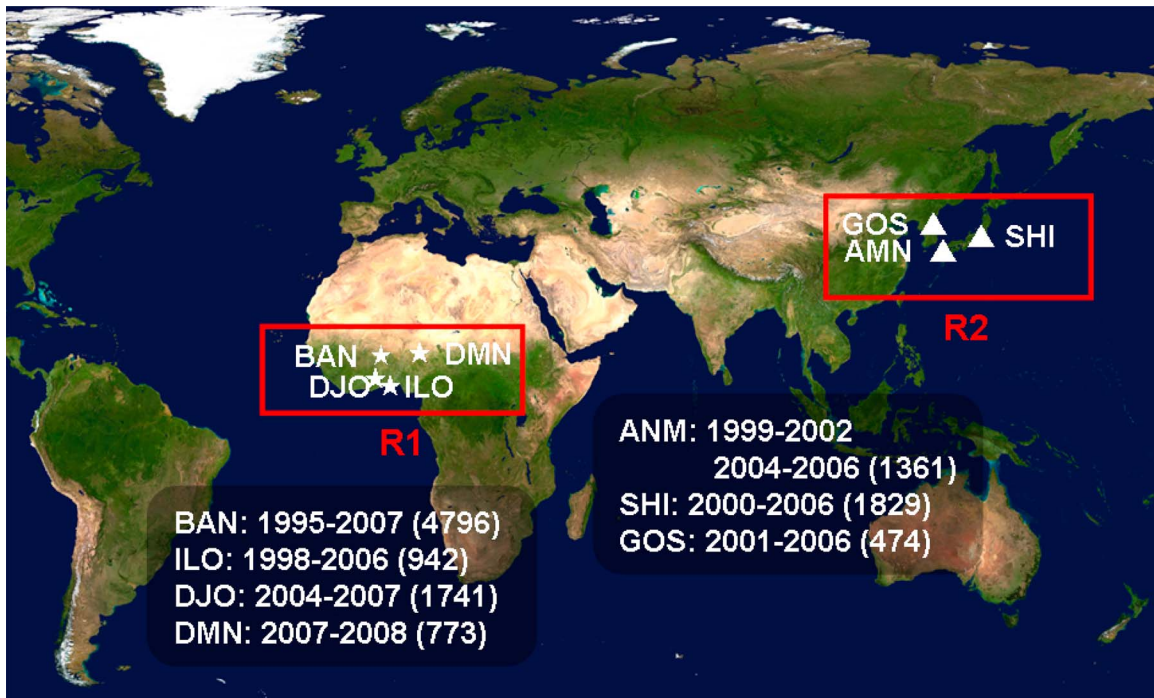 GOS
SHI
AMN
R2
BAN
DMN
DJO
ILO
R1
ANM: 1999-2002
2004-2006 (1361)
SHI: 2000-2006 (1829)
GOS: 2001-2006 (474)
BAN: 1995-2007 (4796)
ILO: 1998-2006 (942)
DJO: 2004-2007 (1741)
DMN: 2007-2008 (773)